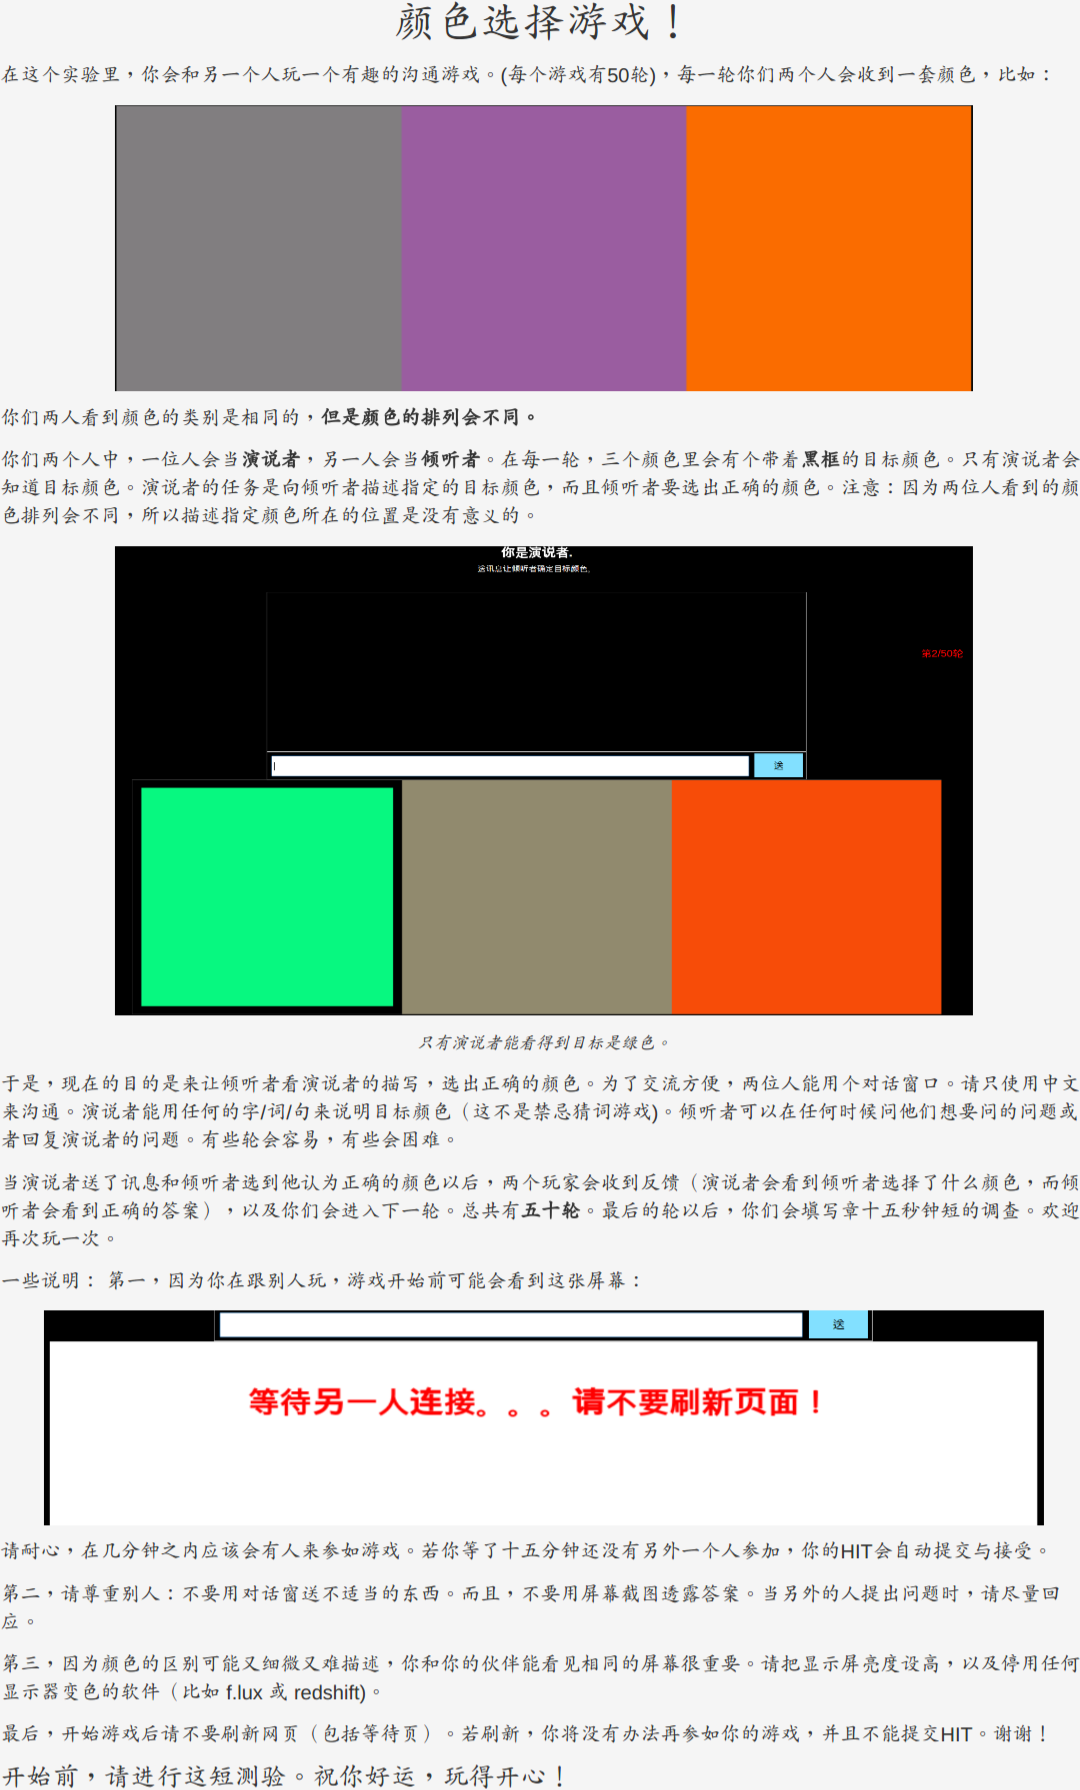 颜色选择游戏！
在这个实验里，你会和另一个人玩一个有趣的沟通游戏。(每个游戏有50轮)，每一轮你们两个人会收到一套颜色，比如：
你们两人看到颜色的类别是相同的，但是颜色的排列会不同。
你们两个人中，一位人会当演说者，另一人会当倾听者。在每一轮，三个颜色里会有个带着黑框的目标颜色。只有演说者会
知道目标颜色。演说者的任务是向倾听者描述指定的目标颜色，而且倾听者要选出正确的颜色。注意：因为两位人看到的颜
色排列会不同，所以描述指定颜色所在的位置是没有意义的。
你是演说者.
送讯息让倾听者确定目标颜色.
第2/50轮
送
只有演说者能看得到目标是绿色。
于是，现在的目的是来让倾听者看演说者的描写，选出正确的颜色。为了交流方便，两位人能用个对话窗口。请只使用中文
来沟通。演说者能用任何的字/词/句来说明目标颜色（这不是禁忌猜词游戏)。倾听者可以在任何时候问他们想要问的问题或
者回复演说者的问题。有些轮会容易，有些会困难。
当演说者送了讯息和倾听者选到他认为正确的颜色以后，两个玩家会收到反馈（演说者会看到倾听者选择了什么颜色，而倾
听者会看到正确的答案），以及你们会进入下一轮。总共有五十轮。最后的轮以后，你们会填写章十五秒钟短的调查。欢迎
再次玩一次。
一些说明： 第一，因为你在跟别人玩，游戏开始前可能会看到这张屏幕：
送
等待另一人连接。。。请不要刷新页面！
请耐心，在几分钟之内应该会有人来参如游戏。若你等了十五分钟还没有另外一个人参加，你的HIT会自动提交与接受。
第二，请尊重别人：不要用对话窗送不适当的东西。而且，不要用屏幕截图透露答案。当另外的人提出问题时，请尽量回
应。
第三，因为颜色的区别可能又细微又难描述，你和你的伙伴能看见相同的屏幕很重要。请把显示屏亮度设高，以及停用任何
显示器变色的软件（比如 f.lux 或 redshift)。
最后，开始游戏后请不要刷新网页（包括等待页）。若刷新，你将没有办法再参如你的游戏，并且不能提交HIT。谢谢！
开始前，请进行这短测验。祝你好运，玩得开心！